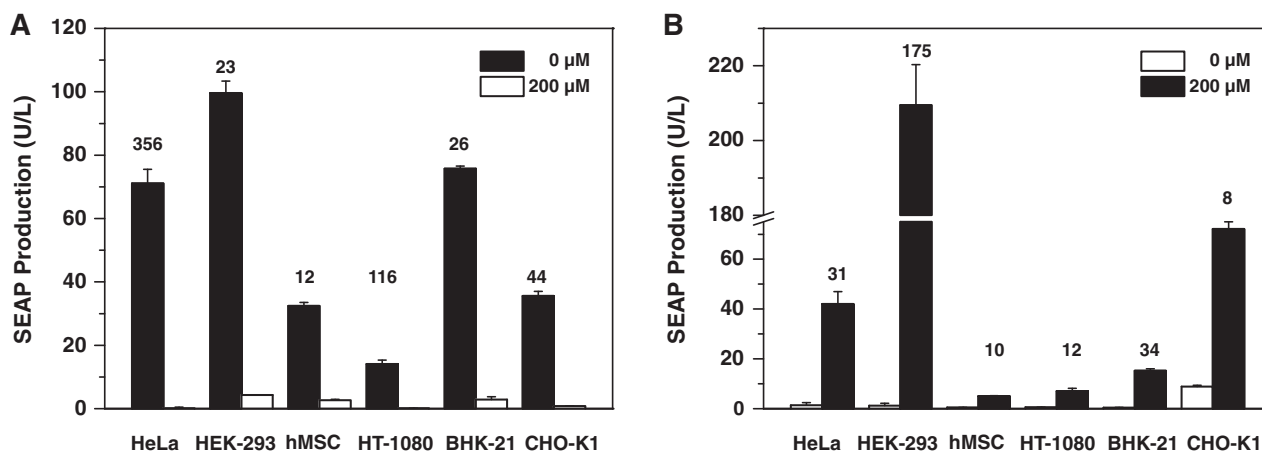 A
SEAP Production (U/L)
120
100
80
60
40
20
0
0 µM
200 µM
356
23
12
116
26
44
HeLa HEK-293 hMSC HT-1080 BHK-21 CHO-K1
B
SEAP Production (U/L)
220
200
180
60
40
20
0
0 µM
200 µM
31
175
10
12
34
8
HeLa HEK-293 hMSC HT-1080 BHK-21 CHO-K1